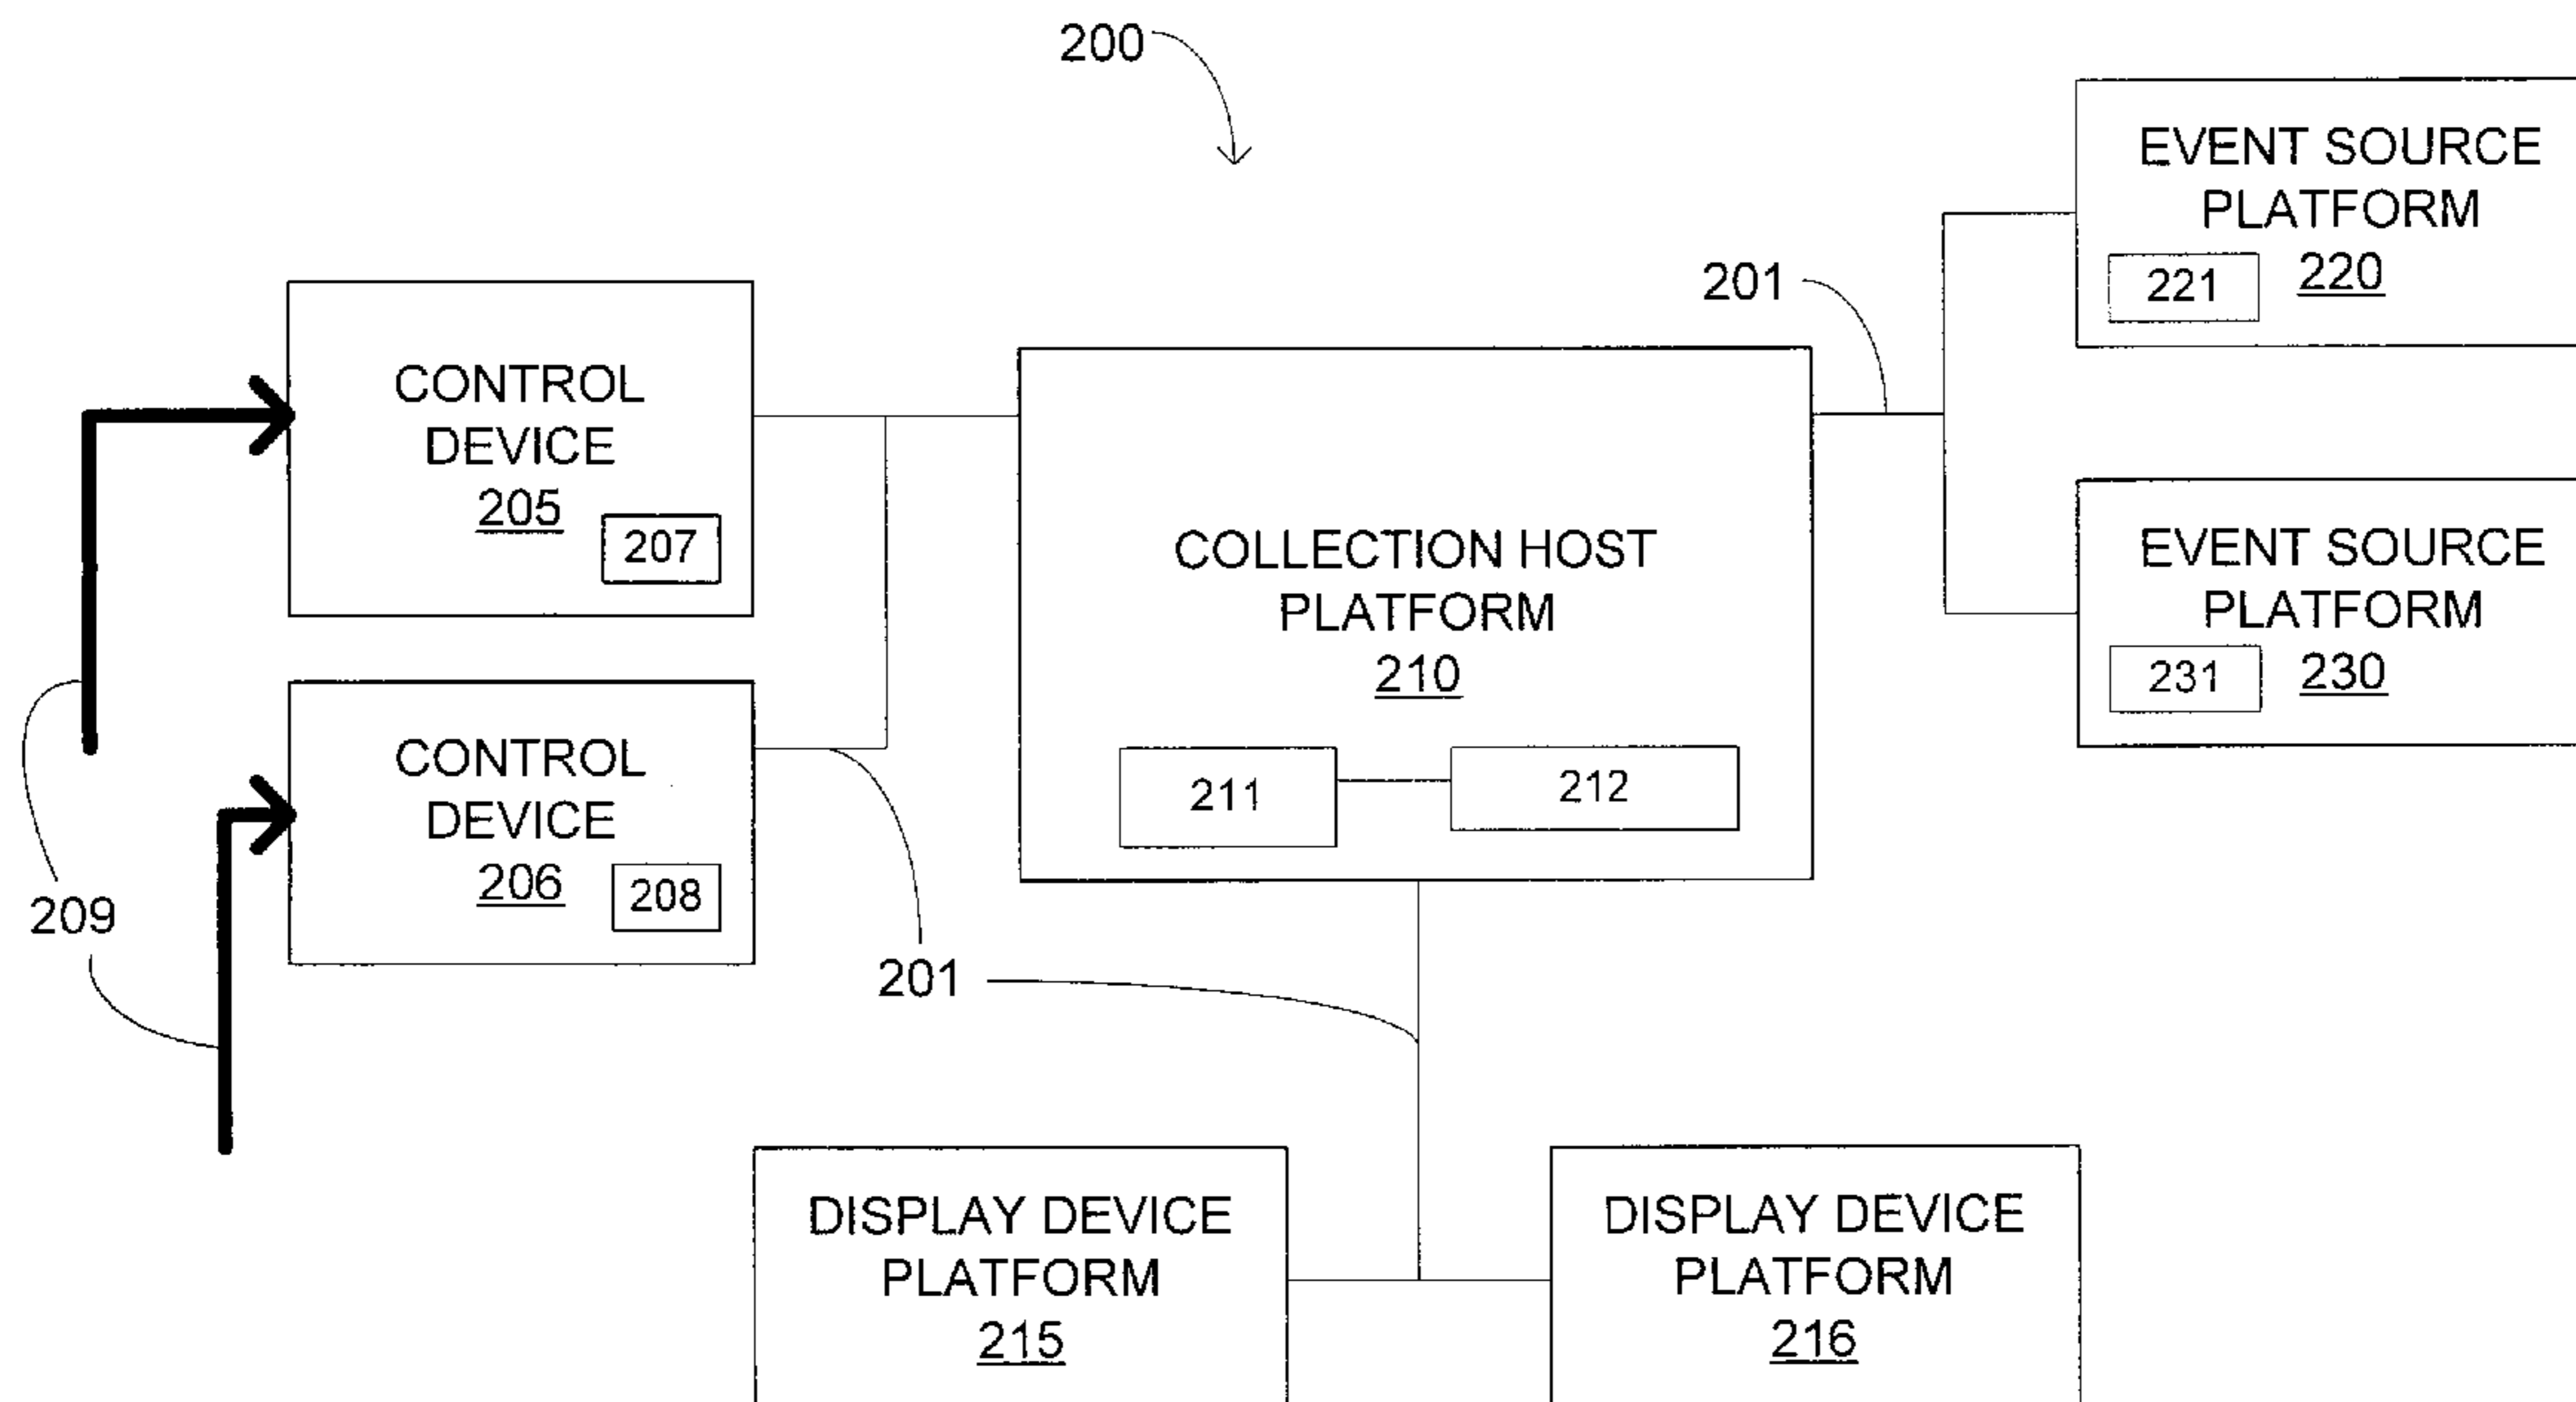 200
EVENT SOURCE
PLATFORM
220
221
201
CONTROL
DEVICE
205
207
COLLECTION HOST
PLATFORM
210
211
212
EVENT SOURCE
PLATFORM
230
231
CONTROL
DEVICE
206
208
209
201
DISPLAY DEVICE
PLATFORM
215
DISPLAY DEVICE
PLATFORM
216